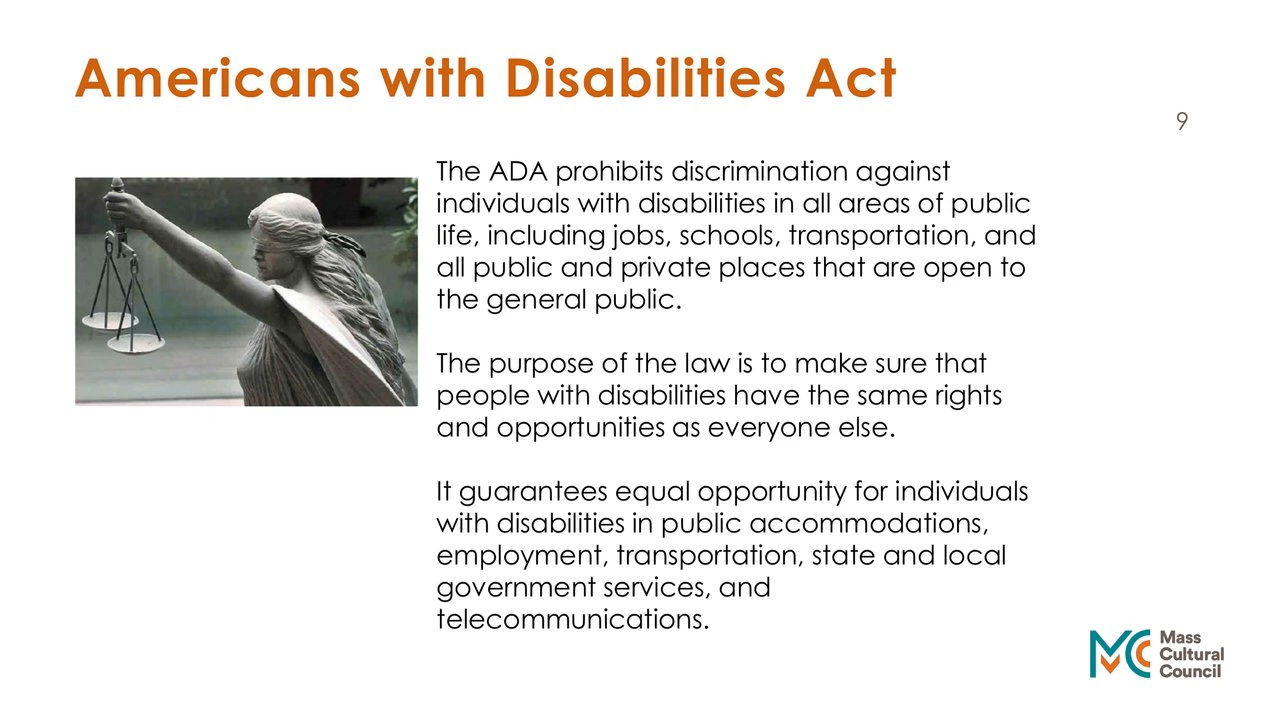 Americans with Disabilities Act
9
The ADA prohibits discrimination against
individuals with disabilities in all areas of public
life, including jobs, schools, transportation, and
all public and private places that are open to
the general public.
The purpose of the law is to make sure that
people with disabilities have the same rights
and opportunities as everyone else.
It guarantees equal opportunity for individuals
with disabilities in public accommodations,
employment, transportation, state and local
government services, and
telecommunications.
MCC
Mass
Cultural
Council